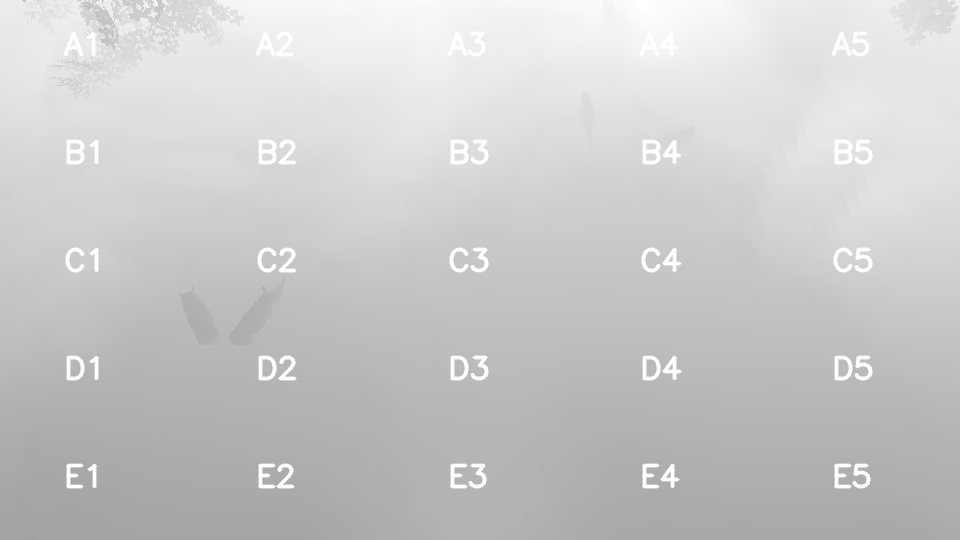 A1 A2 A3 A4 A5
B1 B2 B3 B4 B5
C1 C2 C3 C4 C5
D1 D2 D3 D4 D5
E1 E2 E3 E4 E5